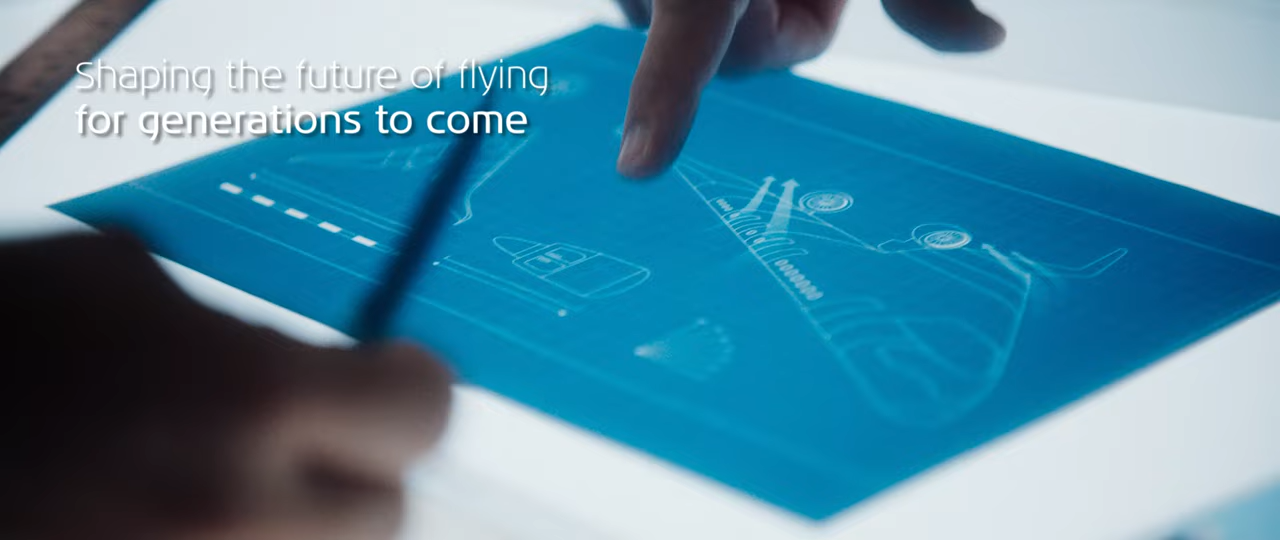 Shaping the future of flying
for generations to come